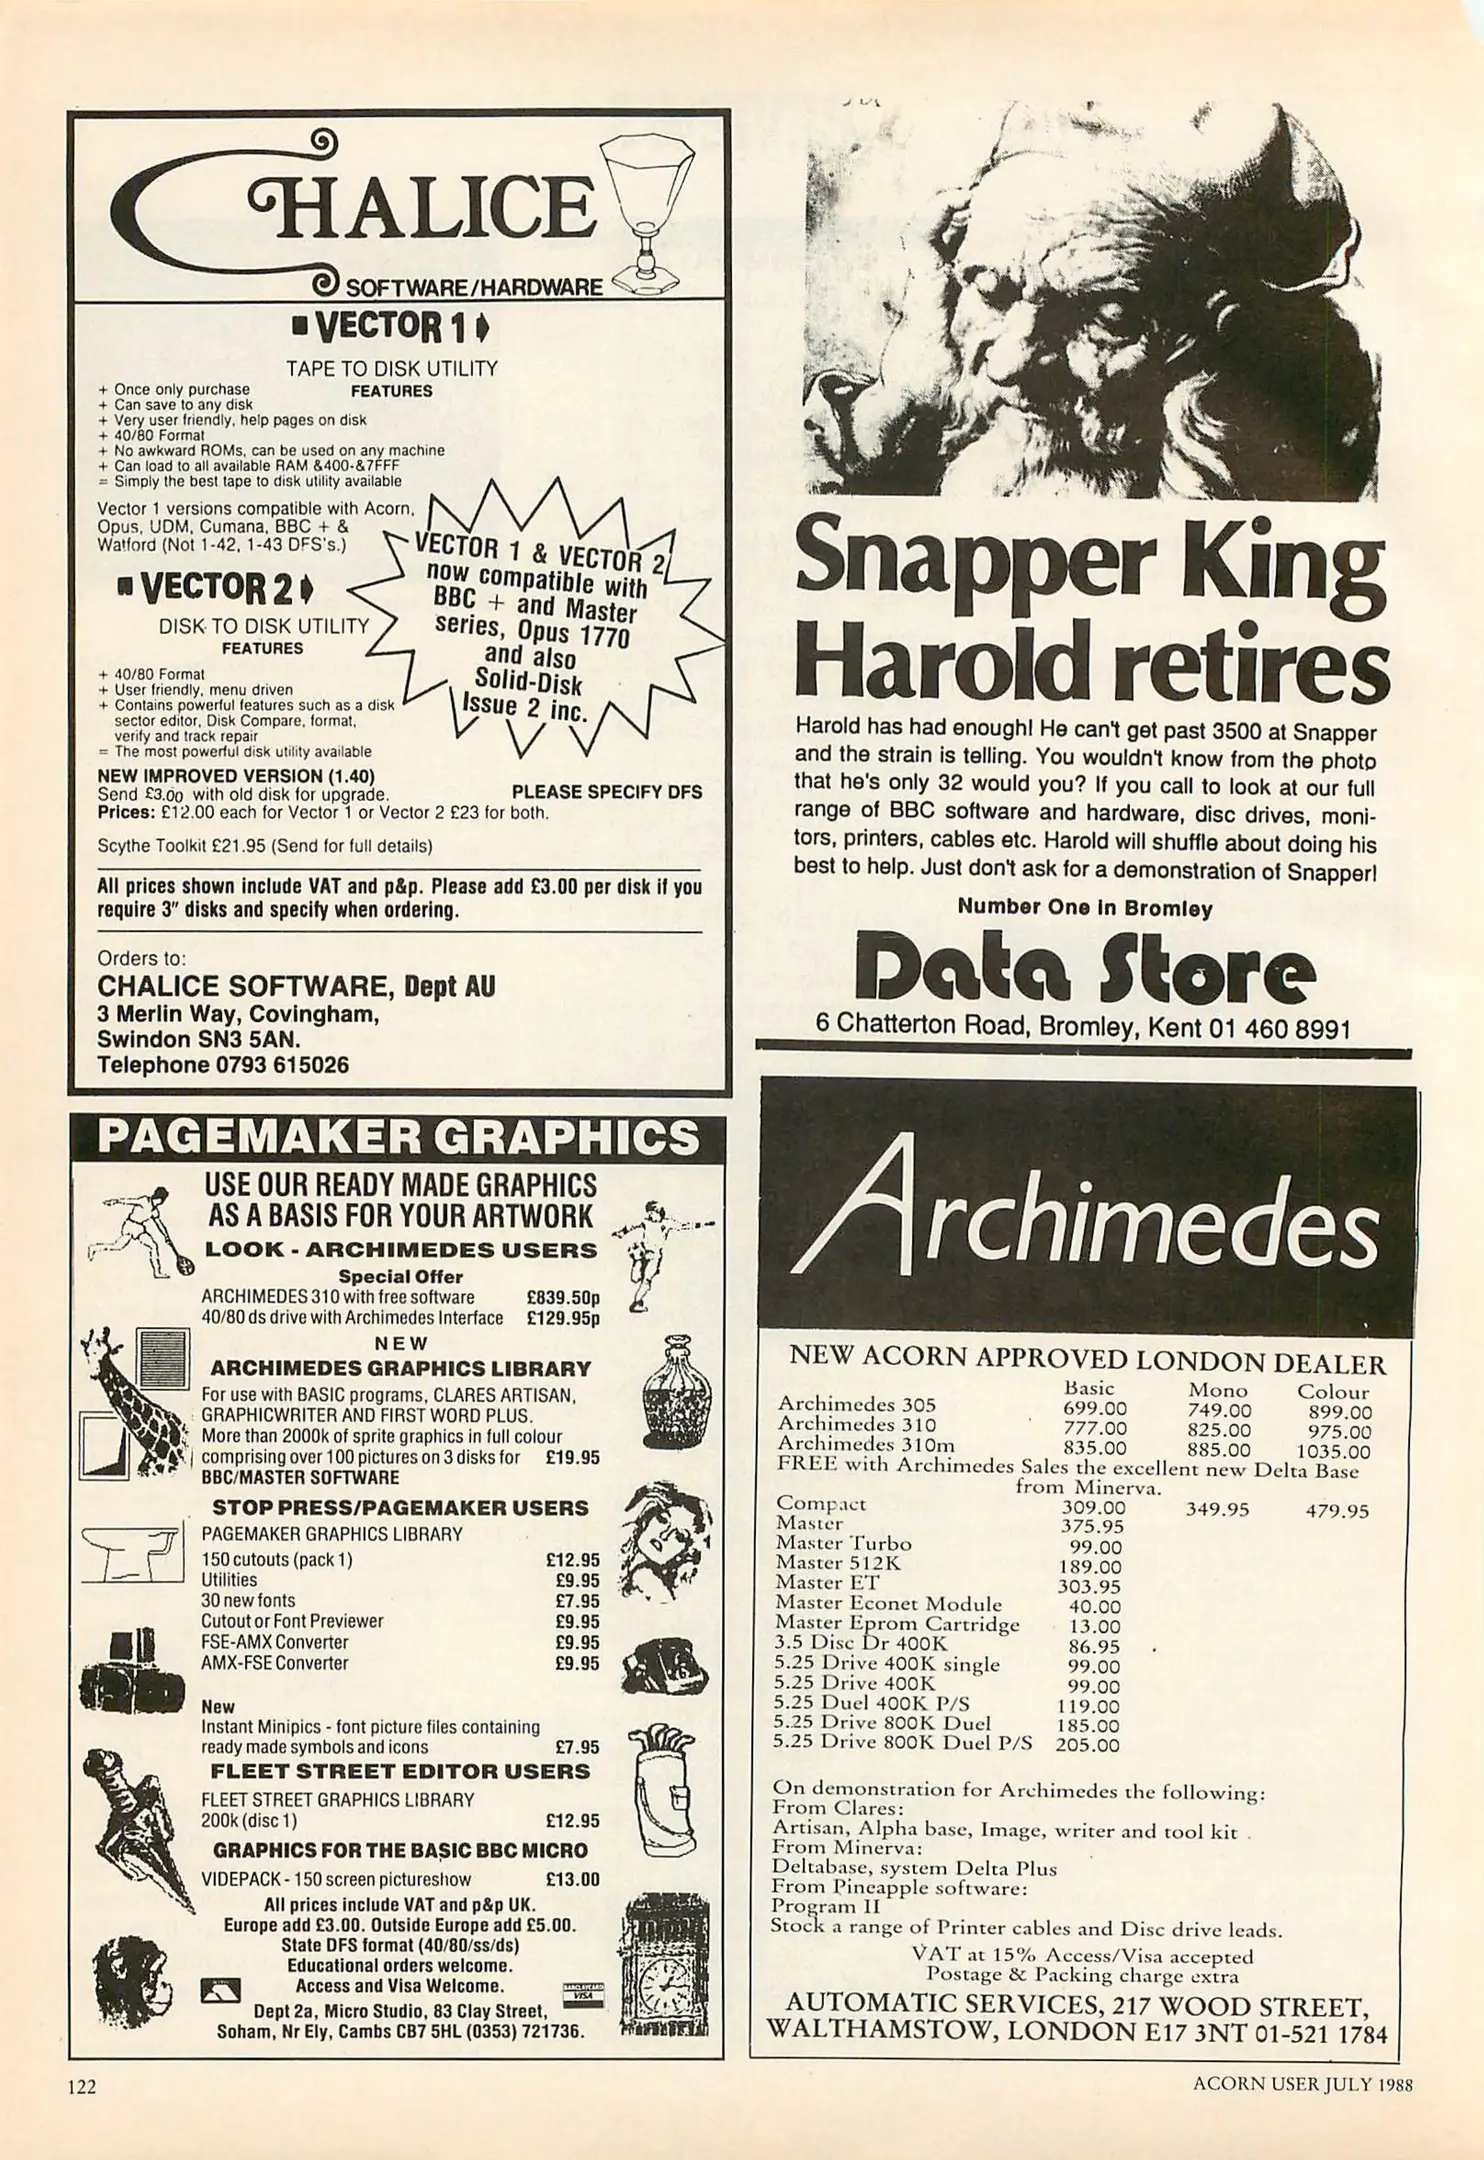 CHALICE
SOFTWARE/HARDWARE
VECTOR 1
TAPE TO DISK UTILITY
FEATURES
+ Once only purchase
+ Can save to any disk
+ Very user friendly, help pages on disk
+ 40/80 Format
+ No awkward ROMs, can be used on any machine
+ Can load to all available RAM &400-&7FFF
= Simply the best tape to disk utility available
Vector 1 versions compatible with Acorn,
Opus, UDM, Cumana, BBC + &
Watford (Not 1-42, 1-43 DFS's.)
VECTOR 1 & VECTOR 2
now compatible with
BBC + and Master
series, Opus 1770
and also
Solid-Disk
Issue 2 inc.
VECTOR 2
DISK TO DISK UTILITY
FEATURES
+ 40/80 Format
+ User friendly, menu driven
+ Contains powerful features such as a disk
sector editor, Disk Compare, format,
verify and track repair
= The most powerful disk utility available
NEW IMPROVED VERSION (1.40)
Send £3.00 with old disk for upgrade. PLEASE SPECIFY DFS
Prices: £12.00 each for Vector 1 or Vector 2 £23 for both.
Scythe Toolkit £21.95 (Send for full details)
All prices shown include VAT and p&p. Please add £3.00 per disk if you
require 3" disks and specify when ordering.
Orders to:
CHALICE SOFTWARE, Dept AU
3 Merlin Way, Covingham,
Swindon SN3 5AN.
Telephone 0793 615026
Snapper King
Harold retires
Harold has had enough! He can't get past 3500 at Snapper
and the strain is telling. You wouldn't know from the photo
that he's only 32 would you? If you call to look at our full
range of BBC software and hardware, disc drives, moni-
tors, printers, cables etc. Harold will shuffle about doing his
best to help. Just don't ask for a demonstration of Snapper!
Number One in Bromley
Data Store
6 Chatterton Road, Bromley, Kent 01 460 8991
PAGEMAKER GRAPHICS
USE OUR READY MADE GRAPHICS
AS A BASIS FOR YOUR ARTWORK
LOOK - ARCHIMEDES USERS
Special Offer
ARCHIMEDES 310 with free software £839.50p
40/80 ds drive with Archimedes Interface £129.95p
NEW
ARCHIMEDES GRAPHICS LIBRARY
For use with BASIC programs, CLARES ARTISAN,
GRAPHICWRITER AND FIRST WORD PLUS.
More than 2000k of sprite graphics in full colour
comprising over 100 pictures on 3 disks for £19.95
BBC/MASTER SOFTWARE
STOP PRESS/PAGEMAKER USERS
PAGEMAKER GRAPHICS LIBRARY
150 cutouts (pack 1) £12.95
Utilities £9.95
30 new fonts £7.95
Cutout or Font Previewer £9.95
FSE-AMX Converter £9.95
AMX-FSE Converter £9.95
New
Instant Minipics - font picture files containing
ready made symbols and icons £7.95
FLEET STREET EDITOR USERS
FLEET STREET GRAPHICS LIBRARY
200k (disc 1) £12.95
GRAPHICS FOR THE BASIC BBC MICRO
VIDEPACK - 150 screen pictureshow £13.00
All prices include VAT and p&p UK.
Europe add £3.00. Outside Europe add £5.00.
State DFS format (40/80/ss/ds)
Educational orders welcome.
Access and Visa Welcome.
BARCLAYCARD
VISA
Dept 2a, Micro Studio, 83 Clay Street,
Soham, Nr Ely, Cambs CB7 5HL (0353) 721736.
Archimedes
NEW ACORN APPROVED LONDON DEALER
Basic Mono Colour
Archimedes 305 699.00 749.00 899.00
Archimedes 310 777.00 825.00 975.00
Archimedes 310m 835.00 885.00 1035.00
FREE with Archimedes Sales the excellent new Delta Base
from Minerva.
Compact 309.00 349.95 479.95
Master 375.95
Master Turbo 99.00
Master 512K 189.00
Master ET 303.95
Master Econet Module 40.00
Master Eprom Cartridge 13.00
3.5 Disc Dr 400K 86.95
5.25 Drive 400K single 99.00
5.25 Drive 400K 99.00
5.25 Duel 400K P/S 119.00
5.25 Drive 800K Duel 185.00
5.25 Drive 800K Duel P/S 205.00
On demonstration for Archimedes the following:
From Clares:
Artisan, Alpha base, Image, writer and tool kit .
From Minerva:
Deltabase, system Delta Plus
From Pineapple software:
Program II
Stock a range of Printer cables and Disc drive leads.
VAT at 15% Access/Visa accepted
Postage & Packing charge extra
AUTOMATIC SERVICES, 217 WOOD STREET,
WALTHAMSTOW, LONDON E17 3NT 01-521 1784
122
ACORN USER JULY 1988